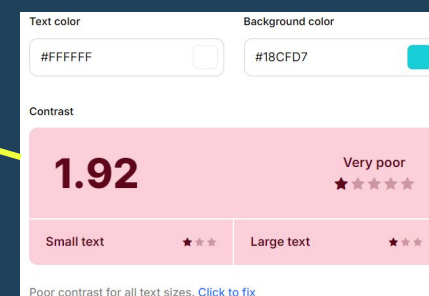 Text color Background color
#FFFFFF #18CFD7
Contrast
1.92 Very poor
Small text Large text
Poor contrast for all text sizes. Click to fix